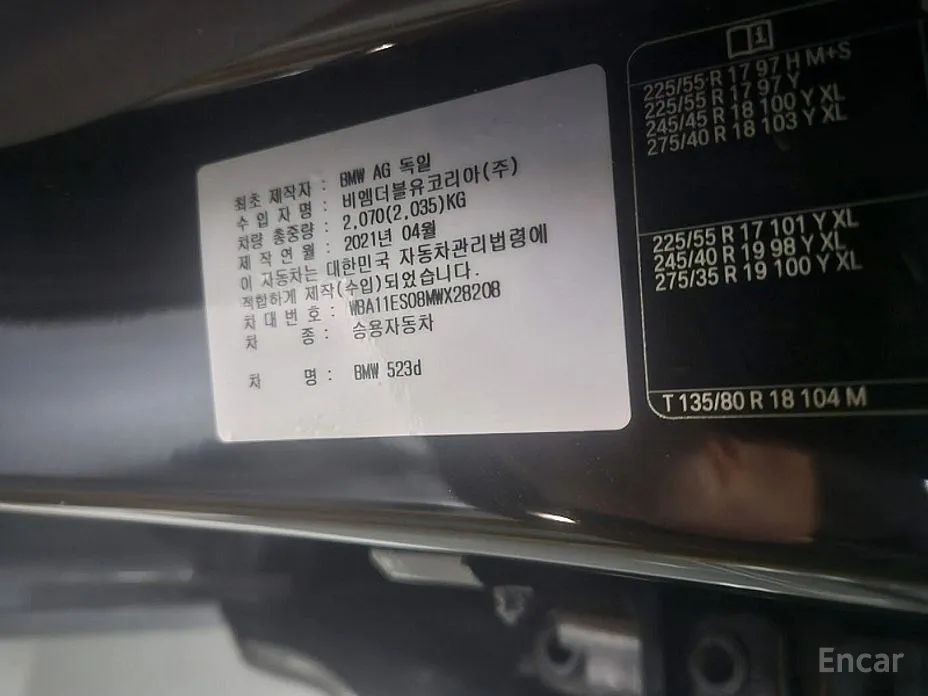 최초 제작자 : BMW AG 독일
수 입 자 명 : 비엠더블유코리아(주)
차량 총중량 : 2,070(2,035)KG
제 작 연 월 : 2021년 04월
이 자동차는 대한민국 자동차관리법령에
적합하게 제작(수입)되었습니다.
차 대 번 호 : WBA11ES08MWX28208
차 종 : 승용자동차
차 명 : BMW 523d
225/55 R 17 97 H M+S
225/55 R 17 97 Y
245/45 R 18 100 Y XL
275/40 R 18 103 Y XL
225/55 R 17 101 Y XL
245/40 R 19 98 Y XL
275/35 R 19 100 Y XL
T 135/80 R 18 104 M
Encar